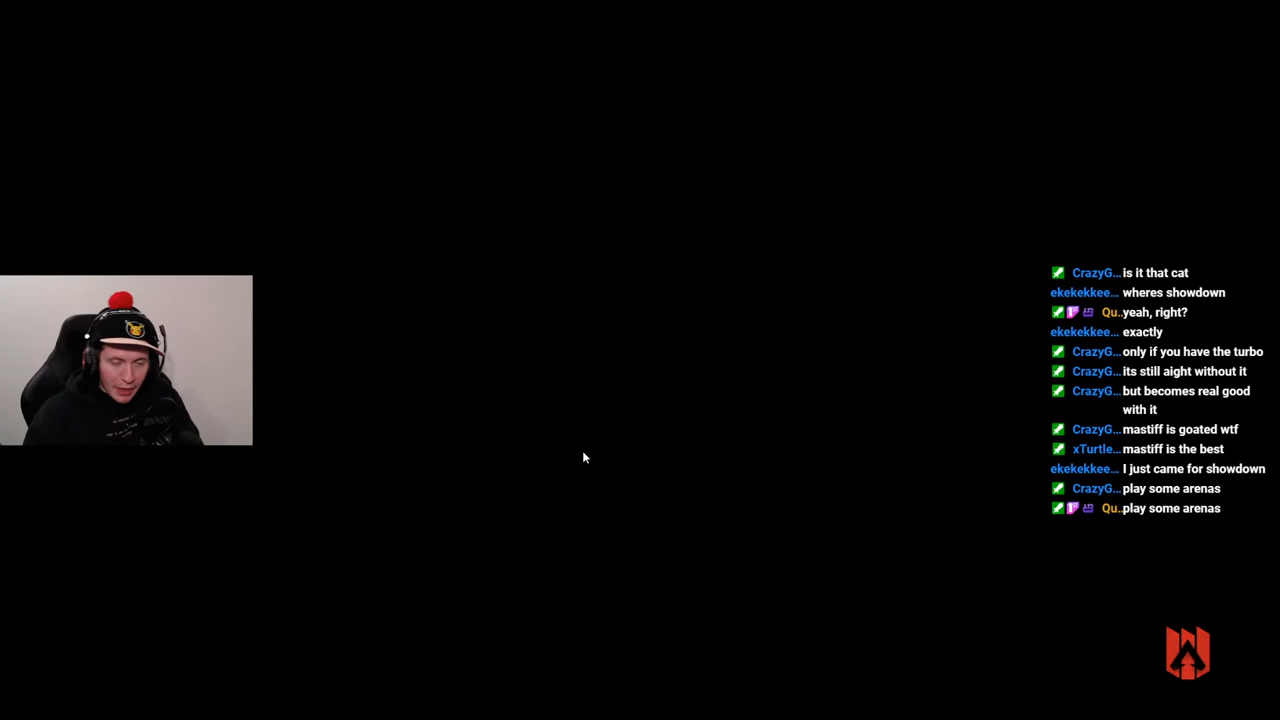 CrazyG... is it that cat
ekekekkee... wheres showdown
Qu.. yeah, right?
ekekekkee... exactly
CrazyG... only if you have the turbo
CrazyG... its still aight without it
CrazyG... but becomes real good
with it
CrazyG... mastiff is goated wtf
xTurtle... mastiff is the best
ekekekkee... I just came for showdown
CrazyG... play some arenas
Qu.. play some arenas